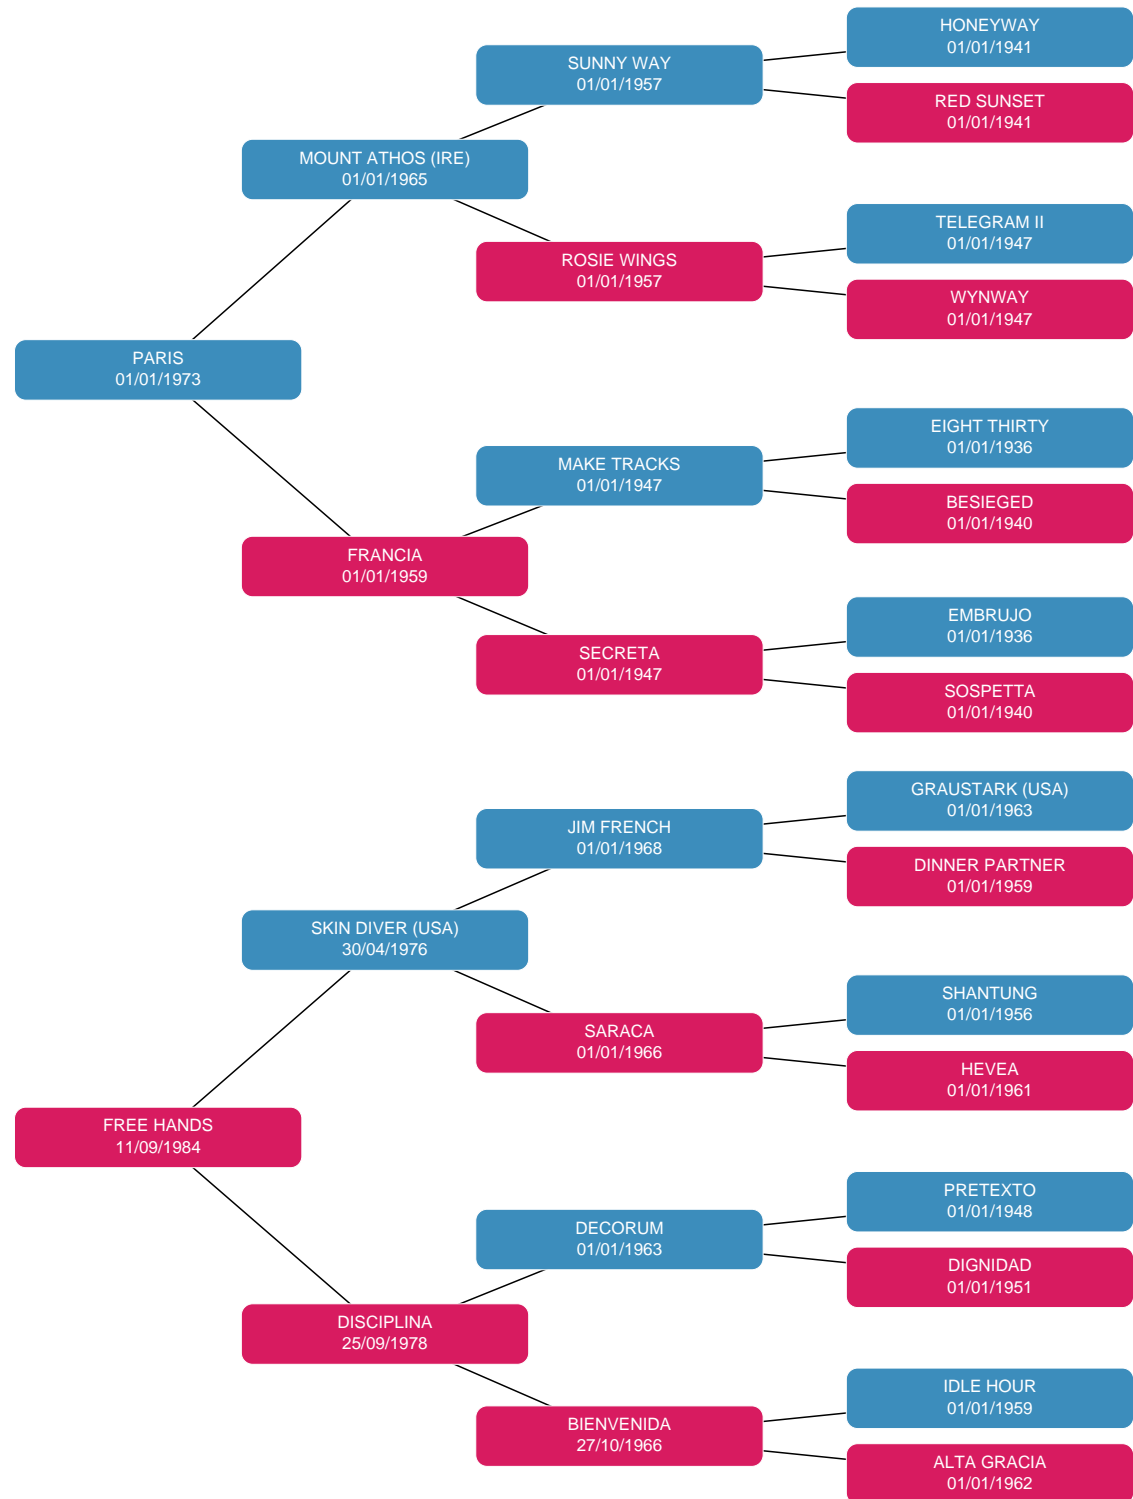 HONEYWAY
01/01/1941
SUNNY WAY
01/01/1957
RED SUNSET
01/01/1941
MOUNT ATHOS (IRE)
01/01/1965
TELEGRAM II
01/01/1947
ROSIE WINGS
01/01/1957
WYNWAY
01/01/1947
PARIS
01/01/1973
EIGHT THIRTY
01/01/1936
MAKE TRACKS
01/01/1947
BESIEGED
01/01/1940
FRANCIA
01/01/1959
EMBRUJO
01/01/1936
SECRETA
01/01/1947
SOSPETTA
01/01/1940
GRAUSTARK (USA)
01/01/1963
JIM FRENCH
01/01/1968
DINNER PARTNER
01/01/1959
SKIN DIVER (USA)
30/04/1976
SHANTUNG
01/01/1956
SARACA
01/01/1966
HEVEA
01/01/1961
FREE HANDS
11/09/1984
PRETEXTO
01/01/1948
DECORUM
01/01/1963
DIGNIDAD
01/01/1951
DISCIPLINA
25/09/1978
IDLE HOUR
01/01/1959
BIENVENIDA
27/10/1966
ALTA GRACIA
01/01/1962